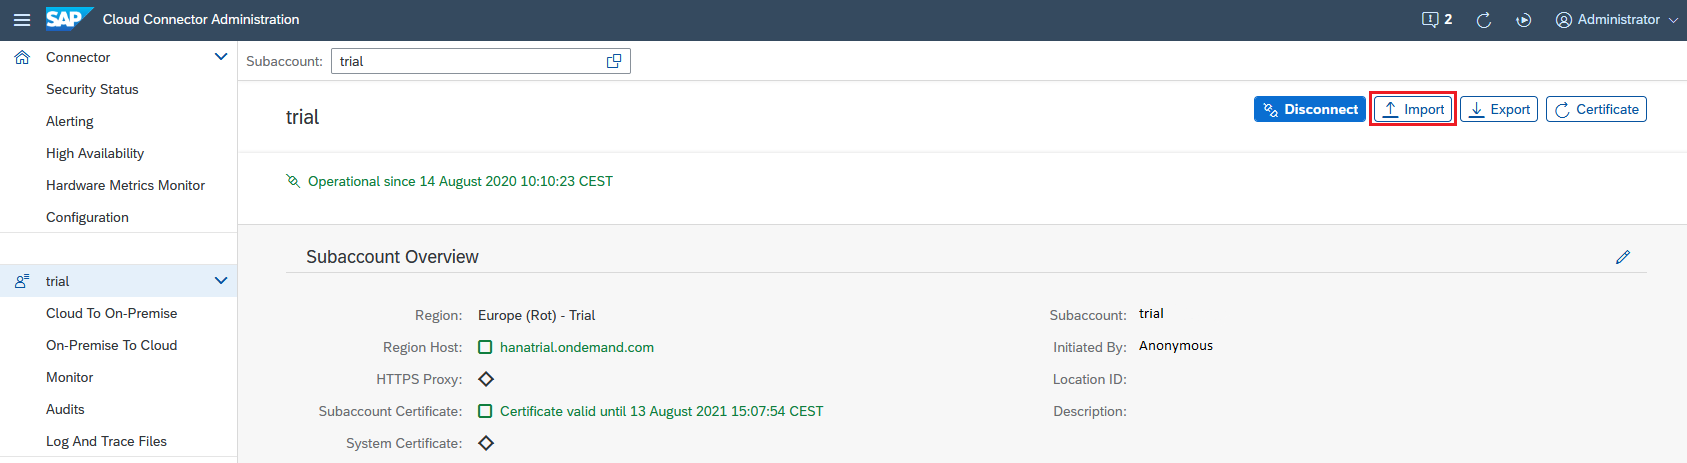 SAP Cloud Connector Administration
2
Administrator
Connector
Security Status
Alerting
High Availability
Hardware Metrics Monitor
Configuration
trial
Cloud To On-Premise
On-Premise To Cloud
Monitor
Audits
Log And Trace Files
Subaccount: trial
trial
Disconnect
Import
Export
Certificate
Operational since 14 August 2020 10:10:23 CEST
Subaccount Overview
Region: Europe (Rot) - Trial
Region Host: hanatrial.ondemand.com
HTTPS Proxy:
Subaccount Certificate: Certificate valid until 13 August 2021 15:07:54 CEST
System Certificate:
Subaccount: trial
Initiated By: Anonymous
Location ID:
Description: